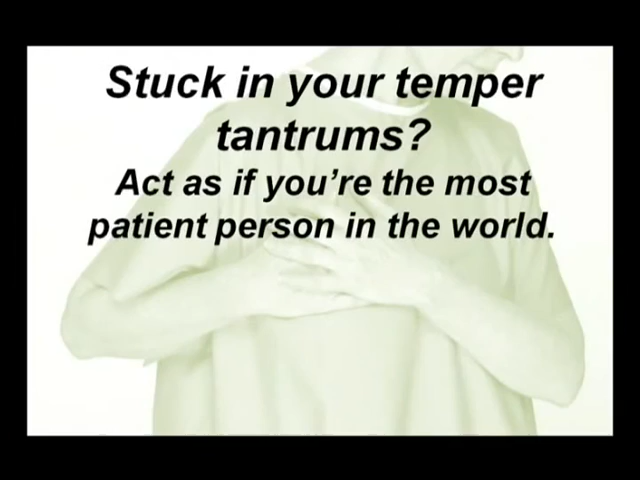 Stuck in your temper
tantrums?
Act as if you’re the most
patient person in the world.